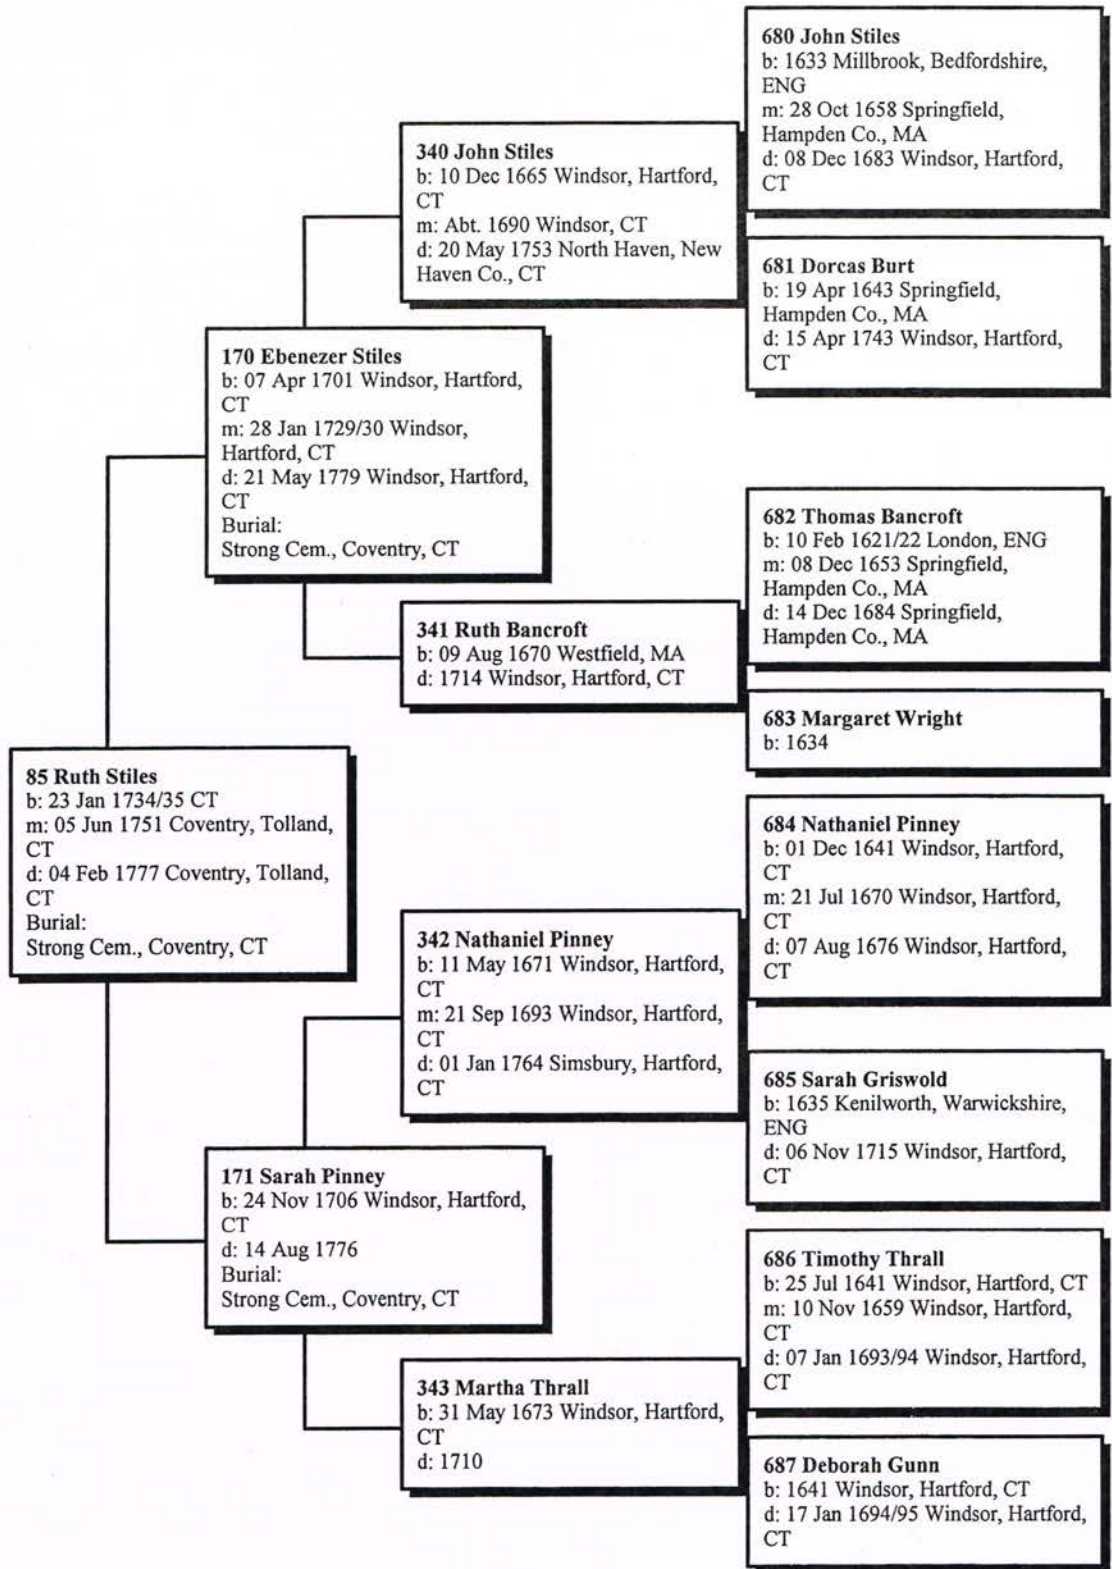 680 John Stiles
b: 1633 Millbrook, Bedfordshire,
ENG
m: 28 Oct 1658 Springfield,
Hampden Co., MA
d: 08 Dec 1683 Windsor, Hartford,
CT
340 John Stiles
b: 10 Dec 1665 Windsor, Hartford,
CT
m: Abt. 1690 Windsor, CT
d: 20 May 1753 North Haven, New
Haven Co., CT
681 Dorcas Burt
b: 19 Apr 1643 Springfield,
Hampden Co., MA
d: 15 Apr 1743 Windsor, Hartford,
CT
170 Ebenezer Stiles
b: 07 Apr 1701 Windsor, Hartford,
CT
m: 28 Jan 1729/30 Windsor,
Hartford, CT
d: 21 May 1779 Windsor, Hartford,
CT
Burial:
Strong Cem., Coventry, CT
682 Thomas Bancroft
b: 10 Feb 1621/22 London, ENG
m: 08 Dec 1653 Springfield,
Hampden Co., MA
d: 14 Dec 1684 Springfield,
Hampden Co., MA
341 Ruth Bancroft
b: 09 Aug 1670 Westfield, MA
d: 1714 Windsor, Hartford, CT
683 Margaret Wright
b: 1634
85 Ruth Stiles
b: 23 Jan 1734/35 CT
m: 05 Jun 1751 Coventry, Tolland,
CT
d: 04 Feb 1777 Coventry, Tolland,
CT
Burial:
Strong Cem., Coventry, CT
684 Nathaniel Pinney
b: 01 Dec 1641 Windsor, Hartford,
CT
m: 21 Jul 1670 Windsor, Hartford,
CT
d: 07 Aug 1676 Windsor, Hartford,
CT
342 Nathaniel Pinney
b: 11 May 1671 Windsor, Hartford,
CT
m: 21 Sep 1693 Windsor, Hartford,
CT
d: 01 Jan 1764 Simsbury, Hartford,
CT
685 Sarah Griswold
b: 1635 Kenilworth, Warwickshire,
ENG
d: 06 Nov 1715 Windsor, Hartford,
CT
171 Sarah Pinney
b: 24 Nov 1706 Windsor, Hartford,
CT
d: 14 Aug 1776
Burial:
Strong Cem., Coventry, CT
686 Timothy Thrall
b: 25 Jul 1641 Windsor, Hartford, CT
m: 10 Nov 1659 Windsor, Hartford,
CT
d: 07 Jan 1693/94 Windsor, Hartford,
CT
343 Martha Thrall
b: 31 May 1673 Windsor, Hartford,
CT
d: 1710
687 Deborah Gunn
b: 1641 Windsor, Hartford, CT
d: 17 Jan 1694/95 Windsor, Hartford,
CT